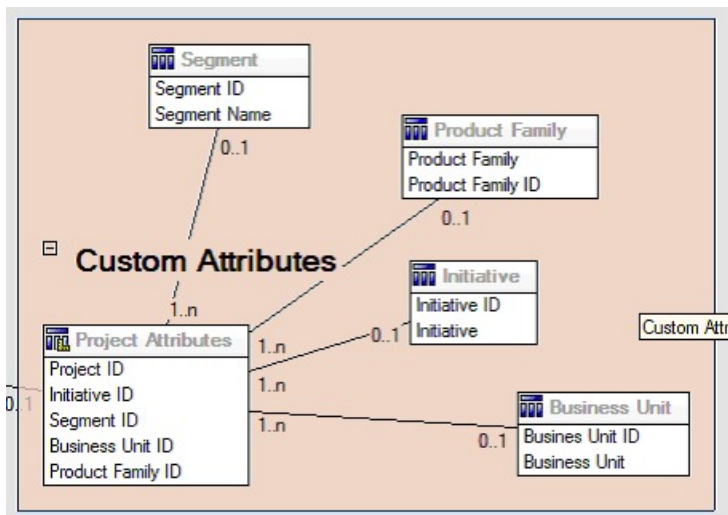 Segment
Segment ID
Segment Name
0..1
Product Family
Product Family
Product Family ID
0..1
Custom Attributes
Initiative
Initiative ID
Initiative
0..1
Custom Attr
1..n
Project Attributes
Project ID
Initiative ID
Segment ID
Business Unit ID
Product Family ID
1..n
1..n
1..n
0..1
Business Unit
Busines Unit ID
Business Unit
0..1